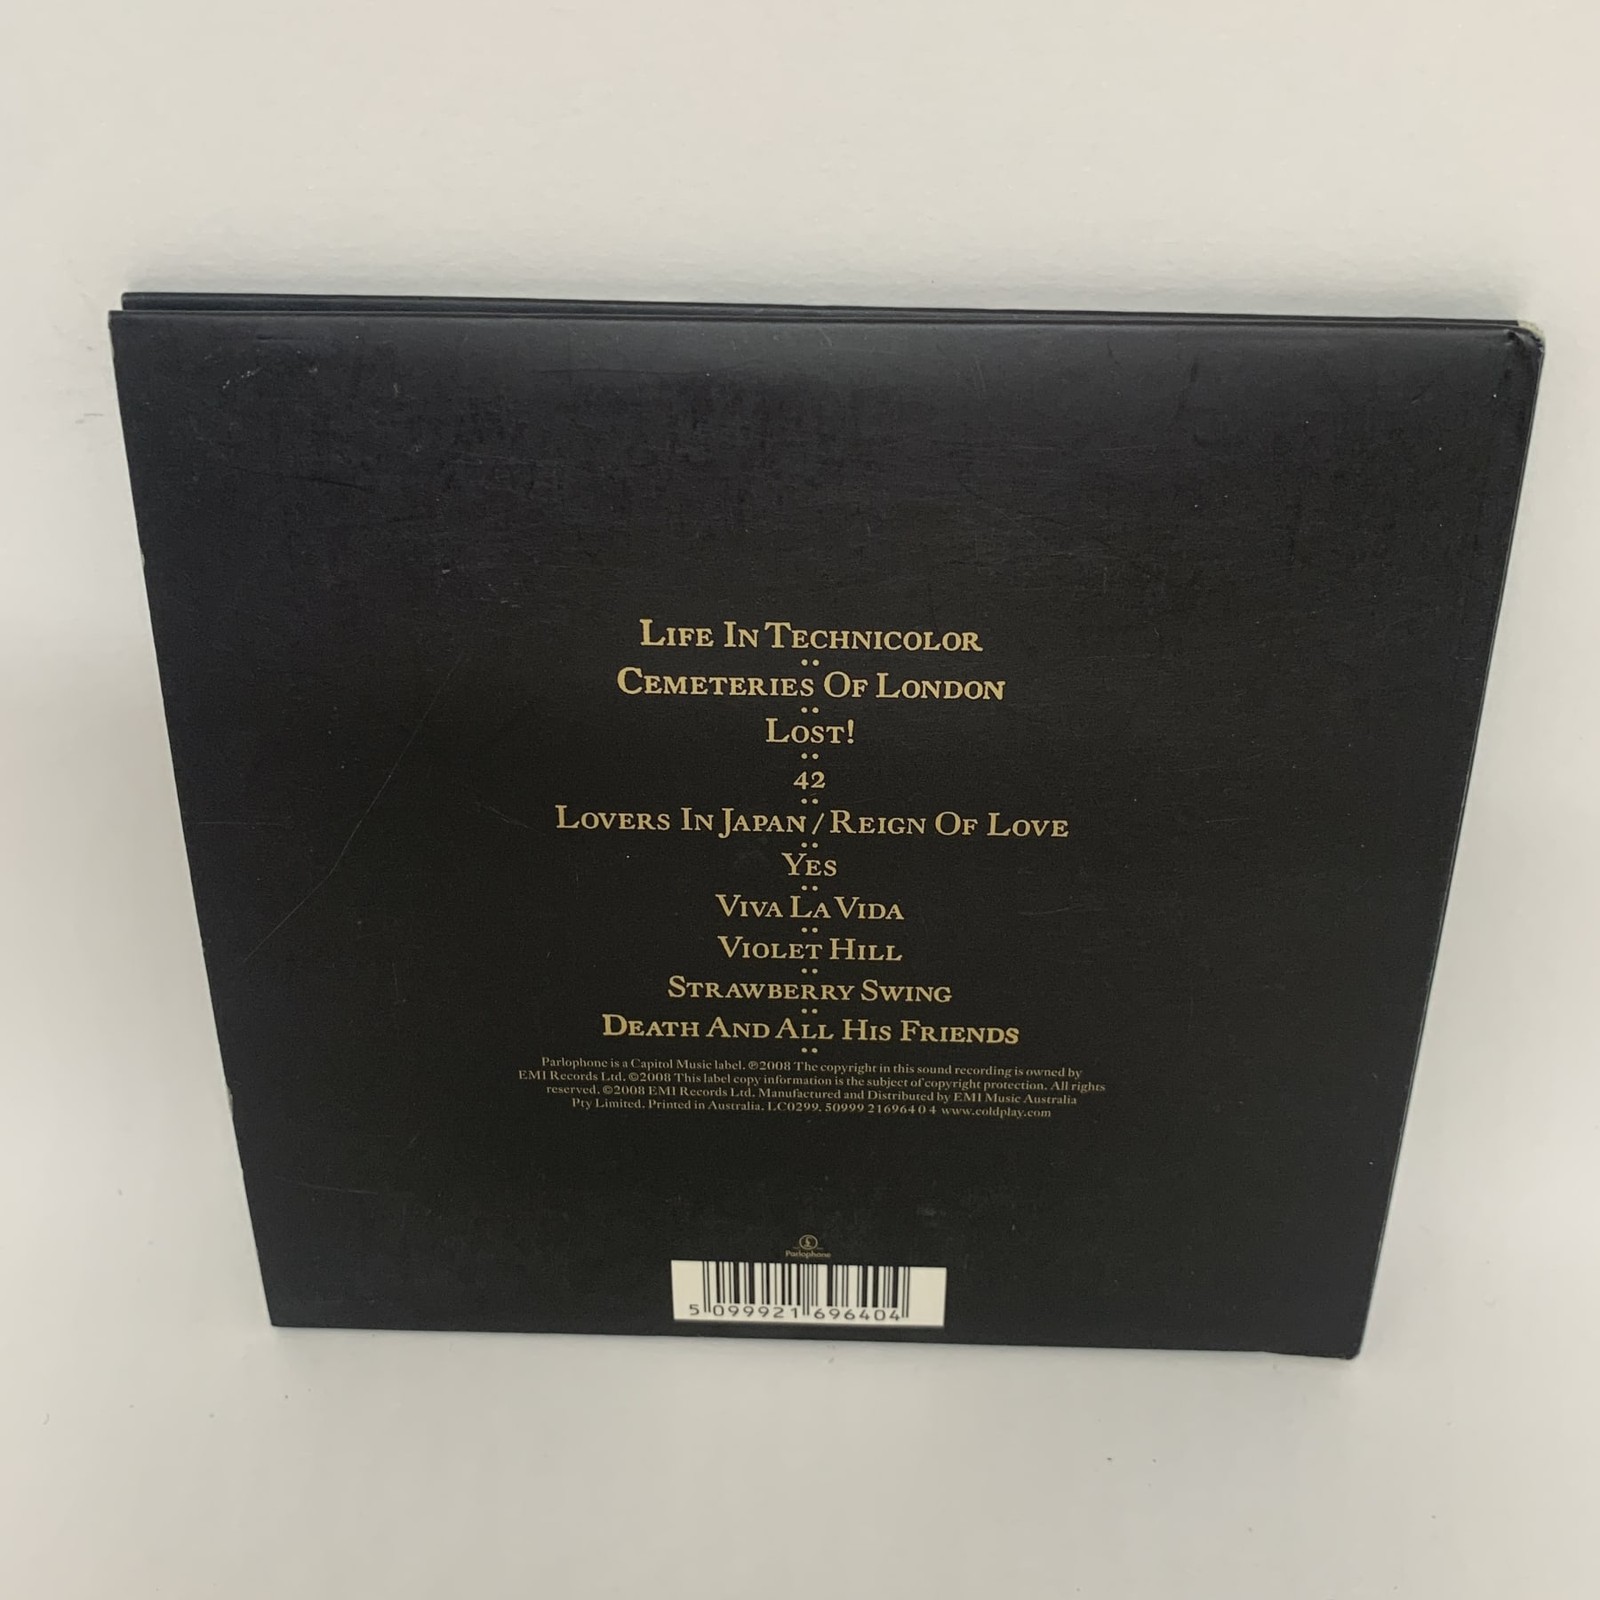 Life In Technicolor
Cemeteries Of London
Lost!
42
Lovers In Japan/Reign Of Love
Yes
Viva La Vida
Violet Hill
Strawberry Swing
Death And All His Friends
Parlophone is a Capitol Music label. ℗2008 The copyright in this sound recording is owned by
EMI Records Ltd. ©2008 This label copy information is the subject of copyright protection. All rights
reserved. ©2008 EMI Records Ltd. Manufactured and Distributed by EMI Music Australia
Pty Limited. Printed in Australia. LC0299. 50999 216964 0 4 www.coldplay.com
Parlophone
5 099921 696404